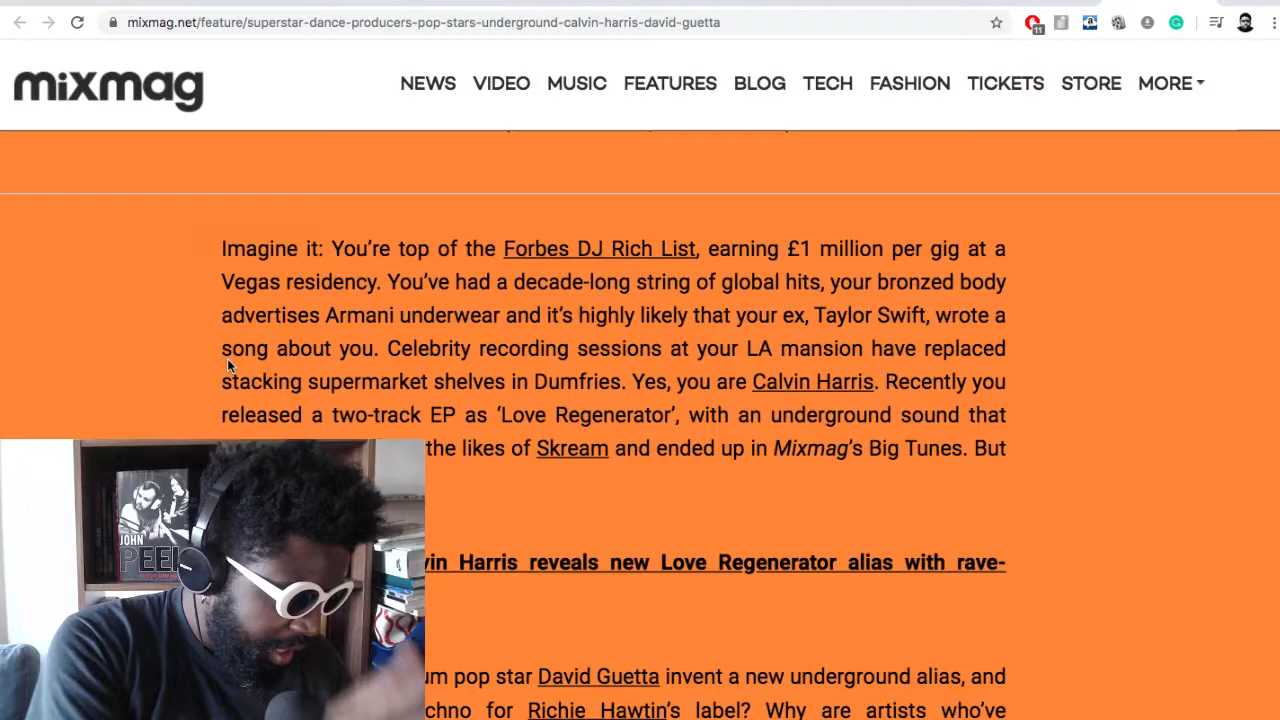 mixmag.net/feature/superstar-dance-producers-pop-stars-underground-calvin-harris-david-guetta
11
mixmag
NEWS VIDEO MUSIC FEATURES BLOG TECH FASHION TICKETS STORE MORE
Imagine it: You’re top of the Forbes DJ Rich List, earning £1 million per gig at a
Vegas residency. You’ve had a decade-long string of global hits, your bronzed body
advertises Armani underwear and it’s highly likely that your ex, Taylor Swift, wrote a
song about you. Celebrity recording sessions at your LA mansion have replaced
stacking supermarket shelves in Dumfries. Yes, you are Calvin Harris. Recently you
released a two-track EP as ‘Love Regenerator’, with an underground sound that
the likes of Skream and ended up in Mixmag’s Big Tunes. But
vin Harris reveals new Love Regenerator alias with rave-
um pop star David Guetta invent a new underground alias, and
chno for Richie Hawtin’s label? Why are artists who’ve
JOHN
PEEL